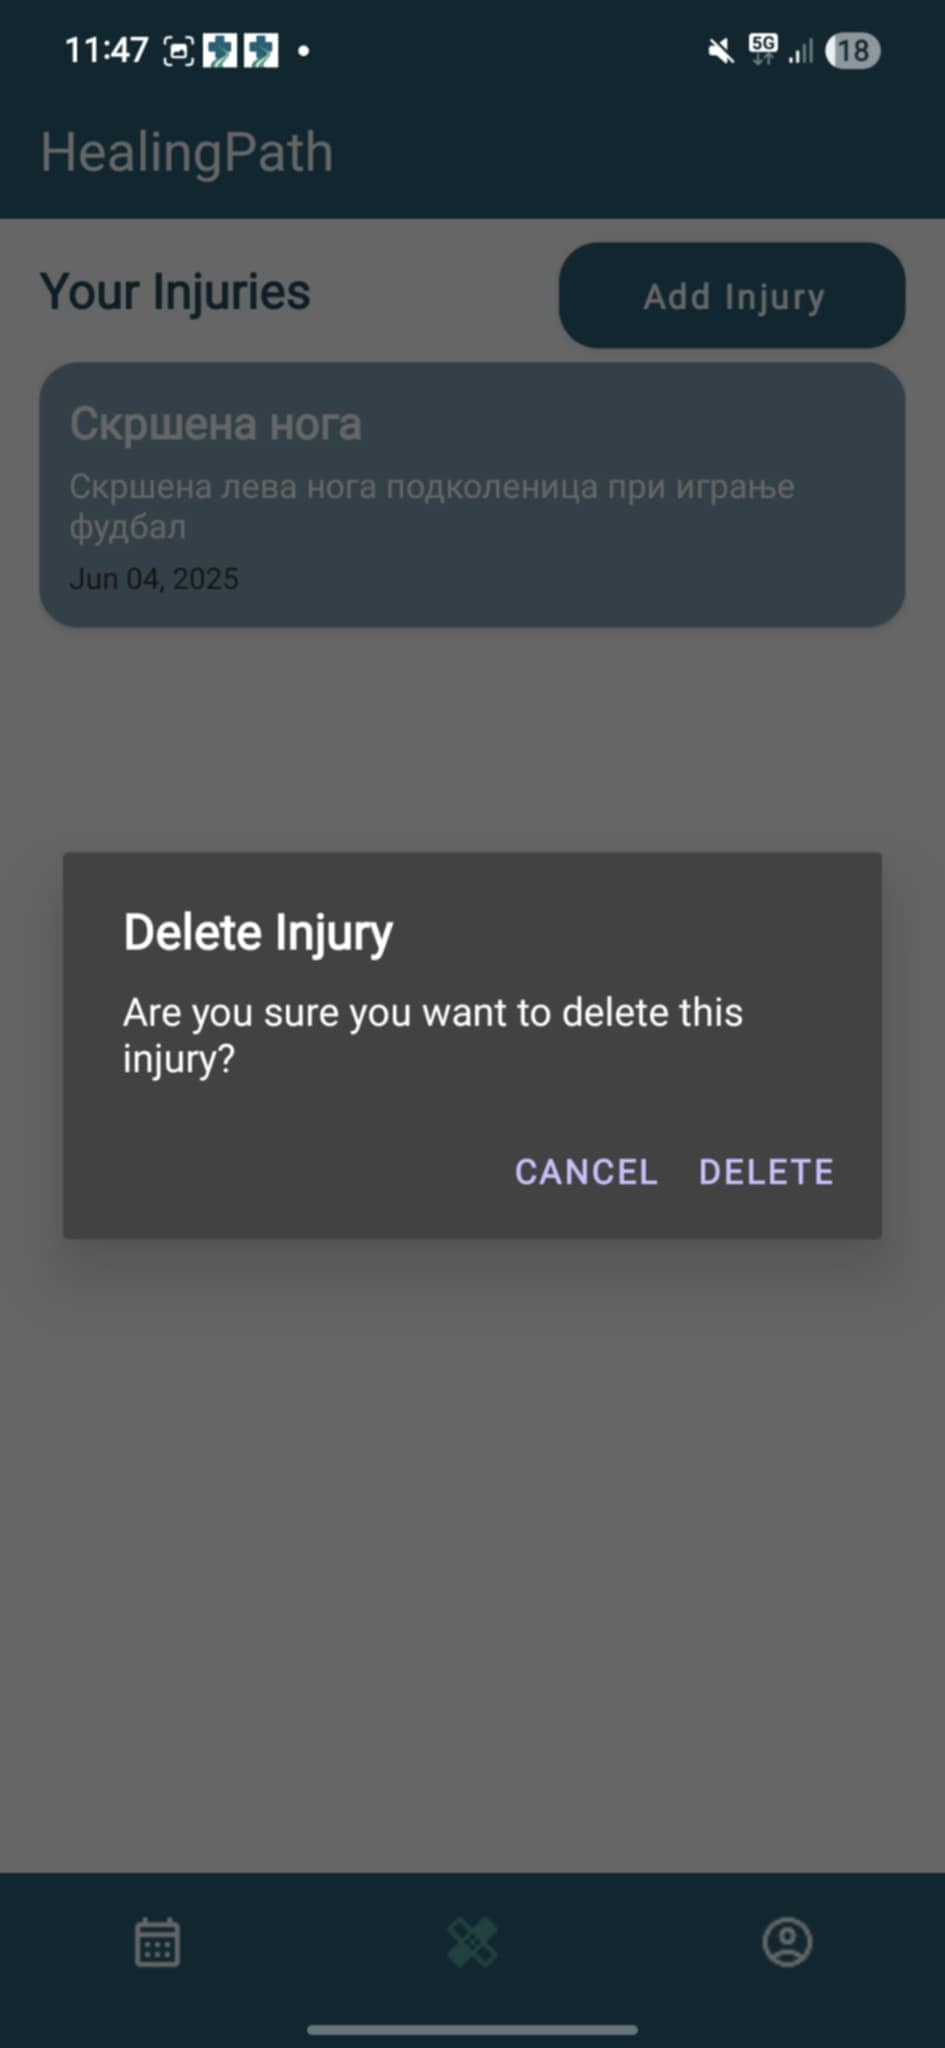 11:47
5G
18
HealingPath
Your Injuries
Add Injury
Скршена нога
Скршена лева нога подколеница при играње
фудбал
Jun 04, 2025
Delete Injury
Are you sure you want to delete this
injury?
CANCEL DELETE